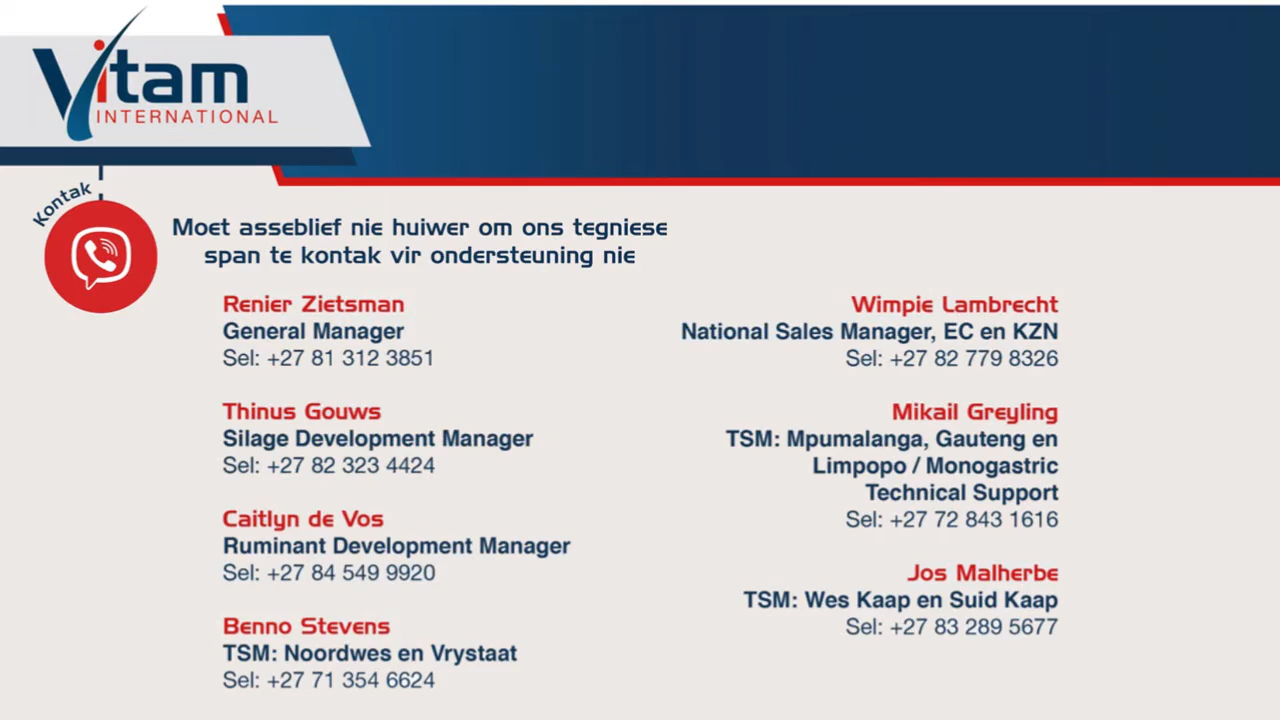 Vitam
INTERNATIONAL
Kontak
Moet asseblief nie huiwer om ons tegniese
span te kontak vir ondersteuning nie
Renier Zietsman
General Manager
Sel: +27 81 312 3851
Thinus Gouws
Silage Development Manager
Sel: +27 82 323 4424
Caitlyn de Vos
Ruminant Development Manager
Sel: +27 84 549 9920
Benno Stevens
TSM: Noordwes en Vrystaat
Sel: +27 71 354 6624
Wimpie Lambrecht
National Sales Manager, EC en KZN
Sel: +27 82 779 8326
Mikail Greyling
TSM: Mpumalanga, Gauteng en
Limpopo / Monogastric
Technical Support
Sel: +27 72 843 1616
Jos Malherbe
TSM: Wes Kaap en Suid Kaap
Sel: +27 83 289 5677